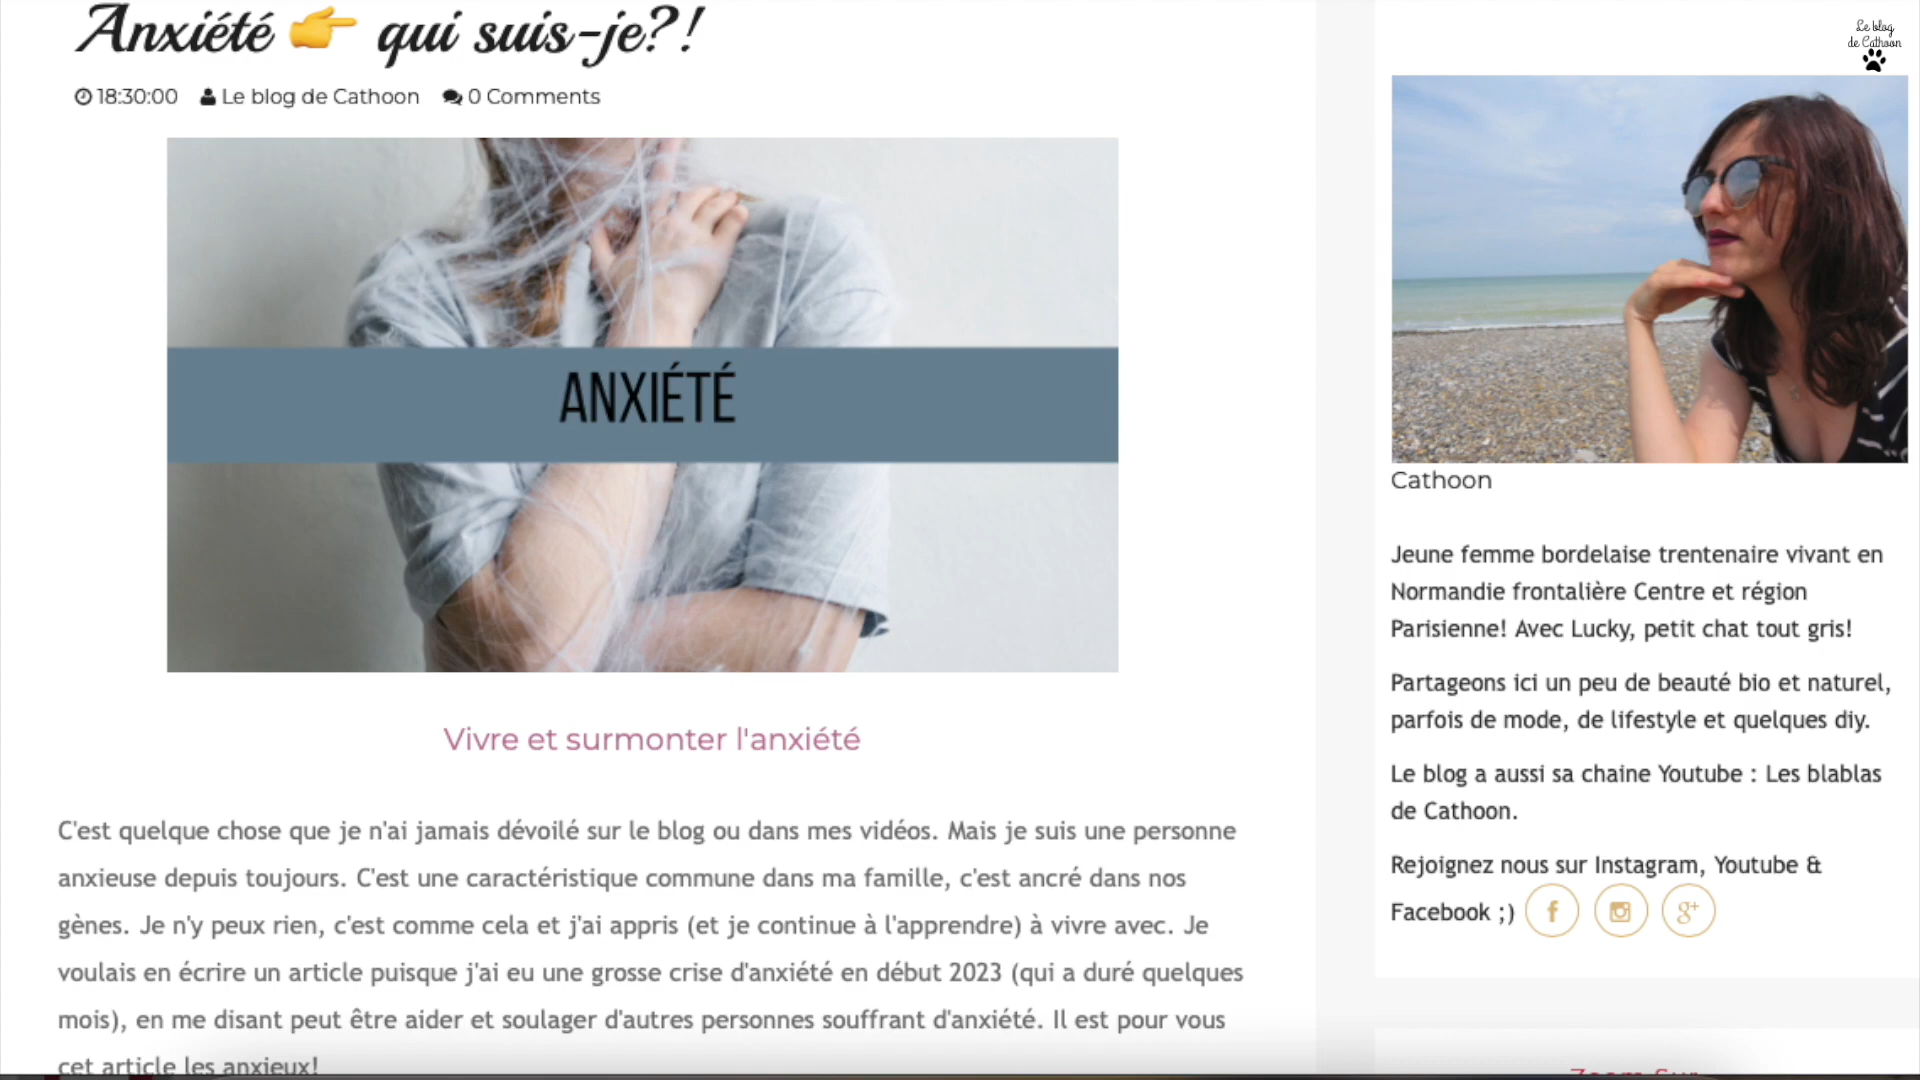 Anxiété 👉 qui suis-je?!
18:30:00 Le blog de Cathoon 0 Comments
ANXIÉTÉ
Vivre et surmonter l'anxiété
C'est quelque chose que je n'ai jamais dévoilé sur le blog ou dans mes vidéos. Mais je suis une personne
anxieuse depuis toujours. C'est une caractéristique commune dans ma famille, c'est ancré dans nos
gènes. Je n'y peux rien, c'est comme cela et j'ai appris (et je continue à l'apprendre) à vivre avec. Je
voulais en écrire un article puisque j'ai eu une grosse crise d'anxiété en début 2023 (qui a duré quelques
mois), en me disant peut être aider et soulager d'autres personnes souffrant d'anxiété. Il est pour vous
cet article les anxieux!
Le blog
de Cathoon
Cathoon
Jeune femme bordelaise trentenaire vivant en
Normandie frontalière Centre et région
Parisienne! Avec Lucky, petit chat tout gris!
Partageons ici un peu de beauté bio et naturel,
parfois de mode, de lifestyle et quelques diy.
Le blog a aussi sa chaine Youtube : Les blablas
de Cathoon.
Rejoignez nous sur Instagram, Youtube &
Facebook ;) f g+
Zoom Sur